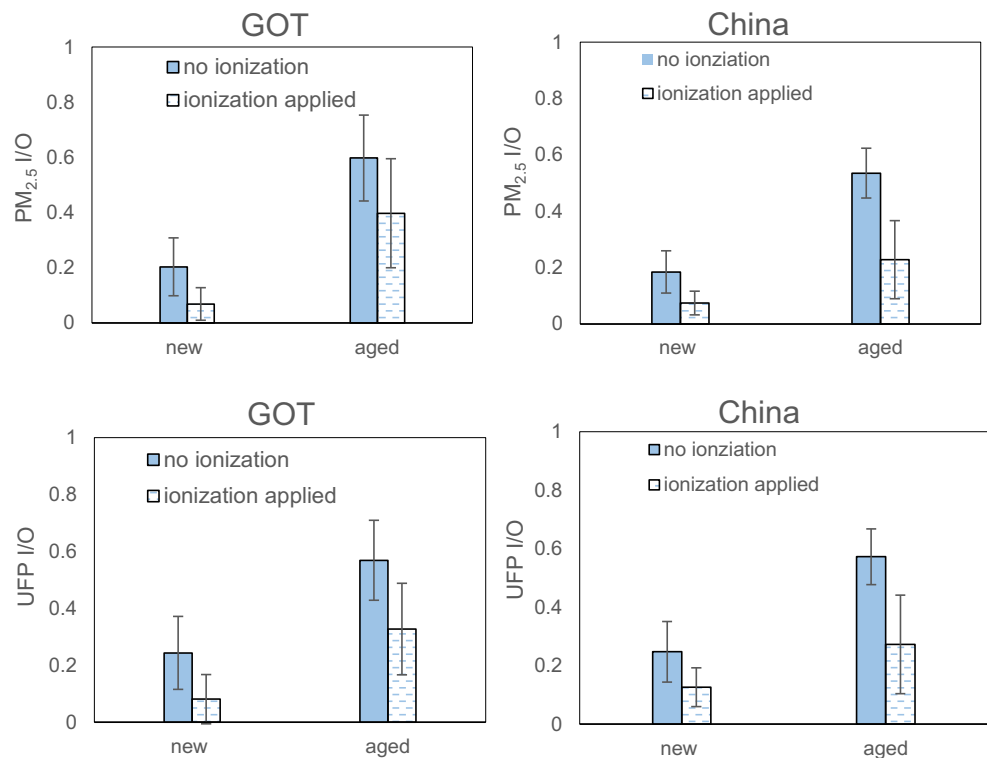 GOT
1
0.8
0.6
0.4
0.2
0
PM2.5 I/O
no ionization
ionization applied
new
aged
China
1
0.8
0.6
0.4
0.2
0
PM2.5 I/O
no ionziation
ionization applied
new
aged
GOT
1
0.8
0.6
0.4
0.2
0
UFP I/O
no ionization
ionization applied
new
aged
China
1
0.8
0.6
0.4
0.2
0
UFP I/O
no ionziation
ionization applied
new
aged